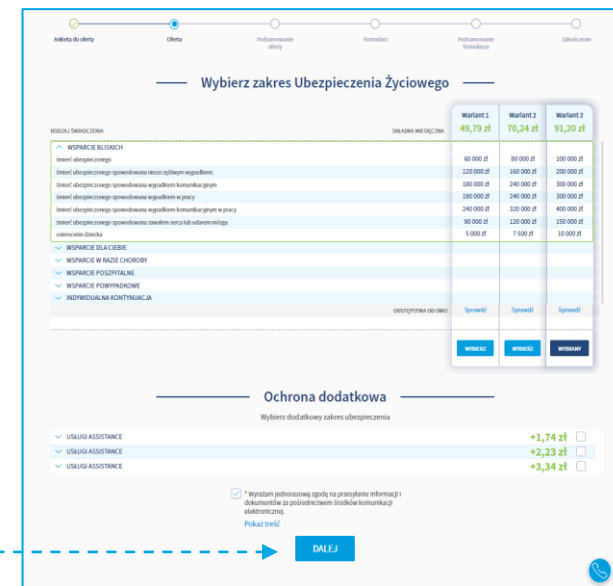 Ankieta do oferty
Oferta
Podsumowanie oferty
Formularz
Podsumowanie formularza
Zakończenie
Wybierz zakres Ubezpieczenia Życiowego
Wariant 1 Wariant 2 Wariant 3
RODZAJ ŚWIADCZENIA SKŁADKA MIESIĘCZNA 49,79 zł 70,24 zł 91,20 zł
WSPARCIE BLISKICH
śmierć ubezpieczonego 60 000 zł 80 000 zł 100 000 zł
śmierć ubezpieczonego spowodowana nieszczęśliwym wypadkiem 120 000 zł 160 000 zł 200 000 zł
śmierć ubezpieczonego spowodowana wypadkiem komunikacyjnym 180 000 zł 240 000 zł 300 000 zł
śmierć ubezpieczonego spowodowana wypadkiem w pracy 180 000 zł 240 000 zł 300 000 zł
śmierć ubezpieczonego spowodowana wypadkiem komunikacyjnym w pracy 240 000 zł 320 000 zł 400 000 zł
śmierć ubezpieczonego spowodowana zawałem serca lub udarem mózgu 90 000 zł 120 000 zł 150 000 zł
osierocenie dziecka 5 000 zł 7 500 zł 10 000 zł
WSPARCIE DLA CIEBIE
WSPARCIE W RAZIE CHOROBY
WSPARCIE POSZPITALNE
WSPARCIE POWYPADKOWE
INDYWIDUALNA KONTYNUACJA
ODSTĘPSTWA OD OWU Sprawdź Sprawdź Sprawdź
WYBIERZ WYBIERZ WYBRANY
Ochrona dodatkowa
Wybierz dodatkowy zakres ubezpieczenia
USŁUGI ASSISTANCE +1,74 zł
USŁUGI ASSISTANCE +2,23 zł
USŁUGI ASSISTANCE +3,34 zł
* Wyrażam jednorazową zgodę na przesyłanie informacji i
dokumentów za pośrednictwem środków komunikacji
elektronicznej.
Pokaż treść
DALEJ